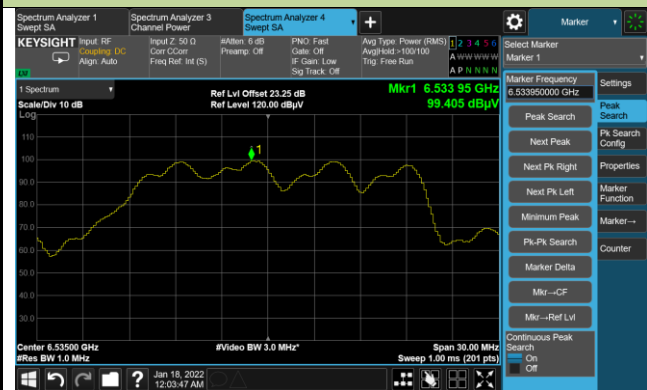 Spectrum Analyzer 1
Swept SA
Spectrum Analyzer 3
Channel Power
Spectrum Analyzer 4
Swept SA
Marker
KEYSIGHT
Input: RF
Coupling: DC
Align: Auto
Input Z: 50 Ω
Corr CCorr
Freq Ref: Int (S)
#Atten: 6 dB
Preamp: Off
PNO: Fast
Gate: Off
IF Gain: Low
Sig Track: Off
Avg Type: Power (RMS)
Avg|Hold:>100/100
Trig: Free Run
1 2 3 4 5 6
A W W W W W
A P N N N N
Select Marker
Marker 1
LXI
1 Spectrum
Scale/Div 10 dB
Log
Ref Lvl Offset 23.25 dB
Ref Level 120.00 dBµV
Mkr1 6.533 95 GHz
99.405 dBµV
110
100
90.0
80.0
70.0
60.0
50.0
40.0
30.0
1
Center 6.53500 GHz
#Res BW 1.0 MHz
#Video BW 3.0 MHz*
Span 30.00 MHz
Sweep 1.00 ms (201 pts)
Marker Frequency
6.533950000 GHz
Peak Search
Next Peak
Next Pk Right
Next Pk Left
Minimum Peak
Pk-Pk Search
Marker Delta
Mkr→CF
Mkr→Ref Lvl
Continuous Peak
Search
On
Off
Settings
Peak
Search
Pk Search
Config
Properties
Marker
Function
Marker→
Counter
?
Jan 18, 2022
12:03:47 AM